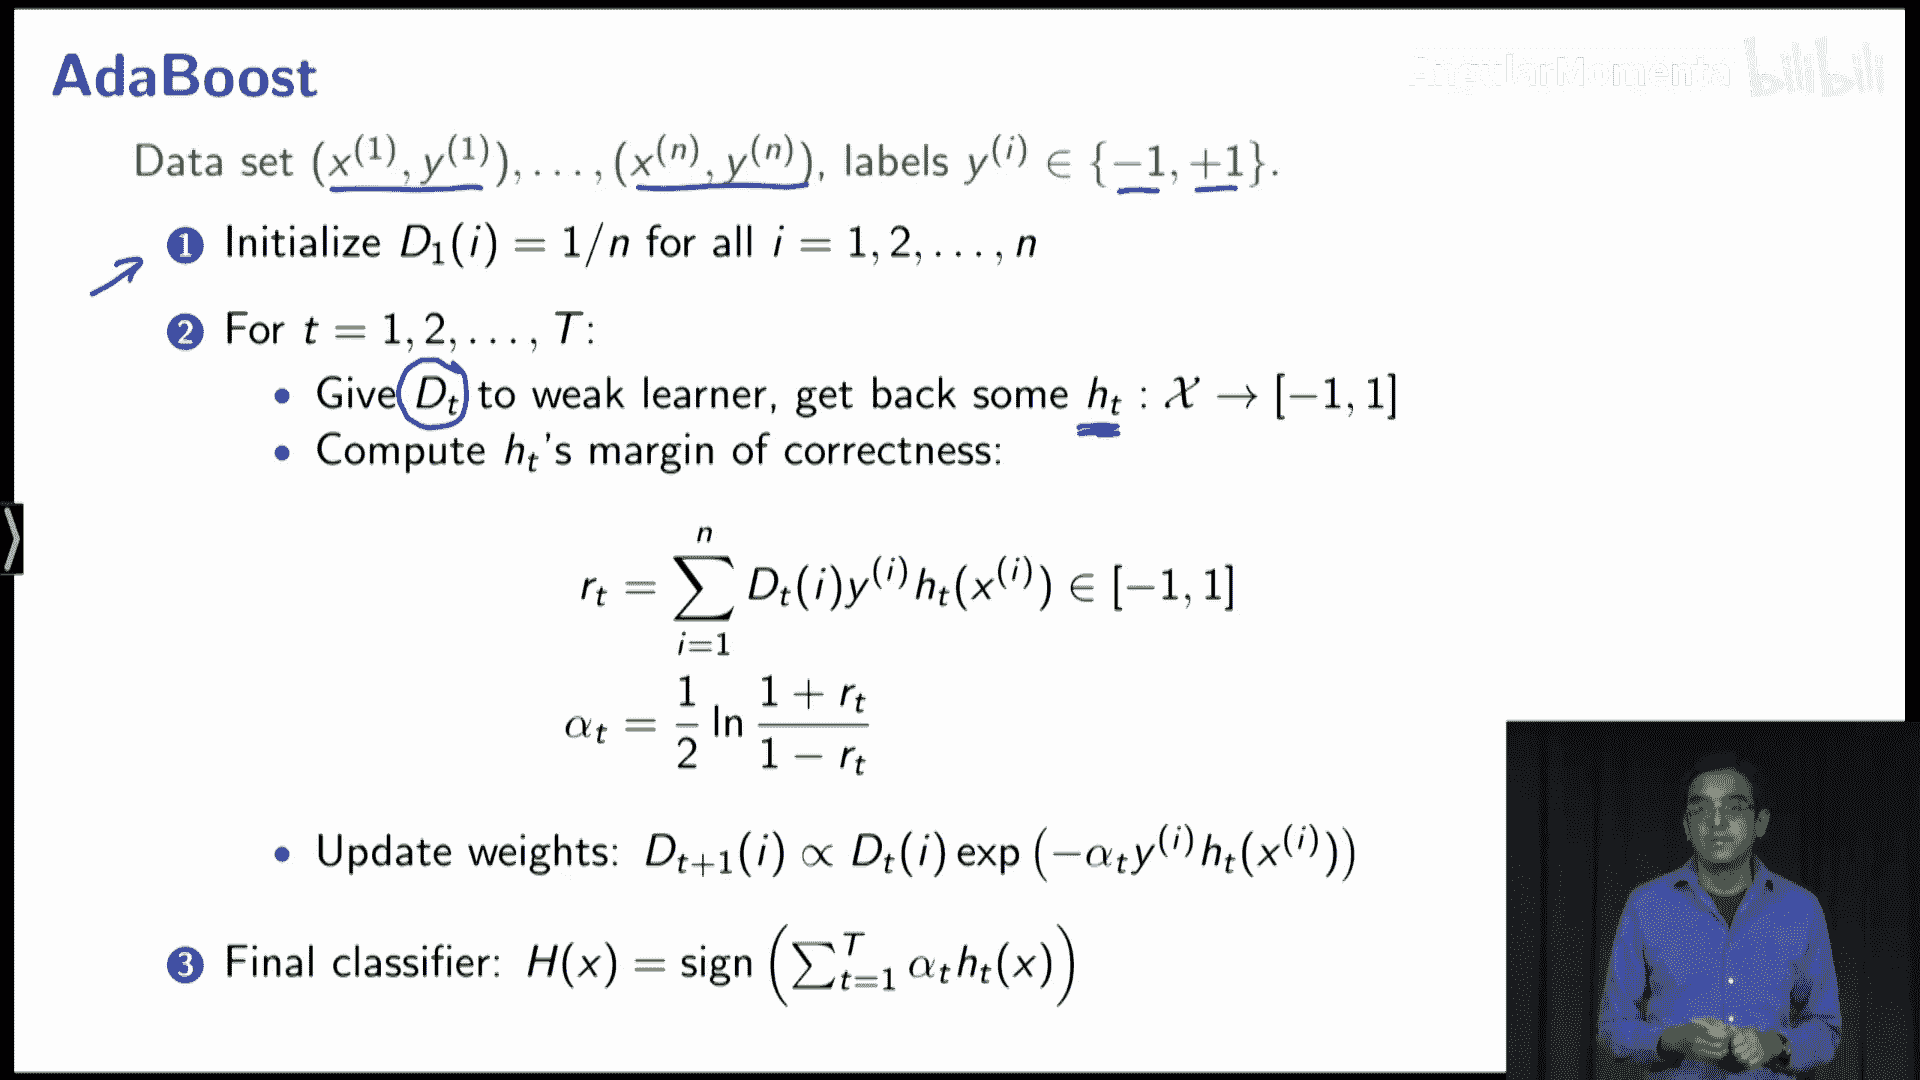 AdaBoost
AngularMomenta bilibili
Data set (x^(1), y^(1)), . . . , (x^(n), y^(n)), labels y^(i) ∈ {−1, +1}.
1 Initialize D₁(i) = 1/n for all i = 1, 2, . . . , n
2 For t = 1, 2, . . . , T:
• Give D_t to weak learner, get back some h_t : 𝒳 → [−1, 1]
• Compute h_t's margin of correctness:
r_t = ∑_{i=1}^{n} D_t(i)y^(i)h_t(x^(i)) ∈ [−1, 1]
α_t = 1/2 ln (1 + r_t)/(1 − r_t)
• Update weights: D_{t+1}(i) ∝ D_t(i) exp (−α_t y^(i)h_t(x^(i)))
3 Final classifier: H(x) = sign (∑_{t=1}^{T} α_t h_t(x))